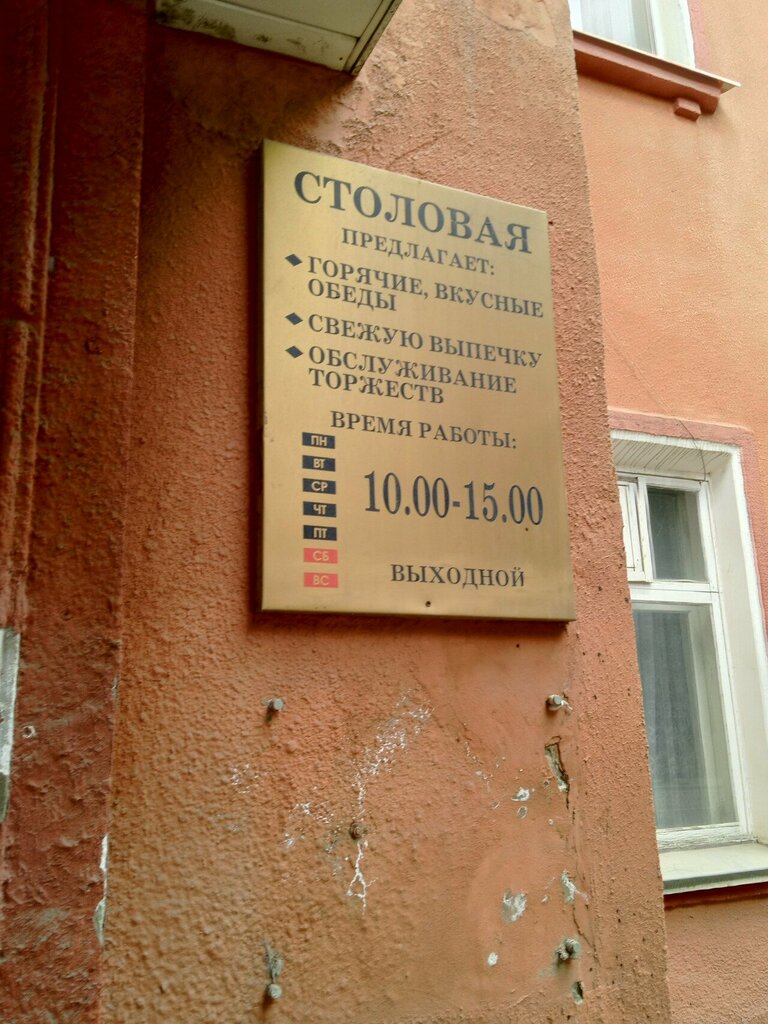 СТОЛОВАЯ
ПРЕДЛАГАЕТ:
ГОРЯЧИЕ, ВКУСНЫЕ
ОБЕДЫ
СВЕЖУЮ ВЫПЕЧКУ
ОБСЛУЖИВАНИЕ
ТОРЖЕСТВ
ВРЕМЯ РАБОТЫ:
ПН
ВТ
СР
10.00-15.00
ЧТ
ПТ
СБ
ВС
ВЫХОДНОЙ